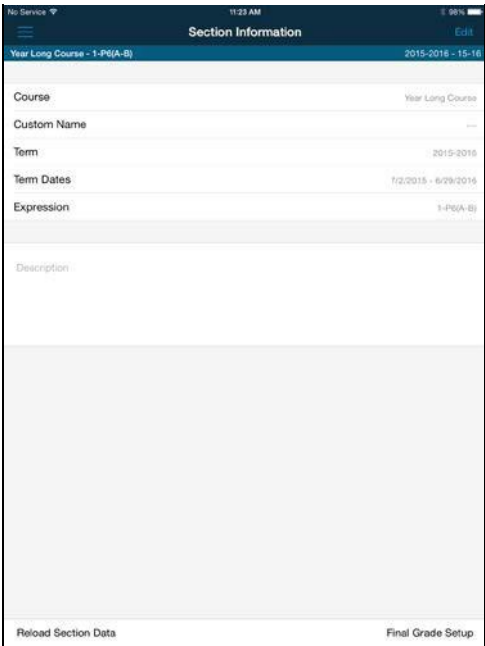 No Service 11:23 AM 98%
Section Information Edit
Year Long Course - 1-P6(A-B) 2015-2016 - 15-16
Course Year Long Course
Custom Name ---
Term 2015-2016
Term Dates 7/2/2015 - 6/29/2016
Expression 1-P6(A-B)
Description
Reload Section Data Final Grade Setup